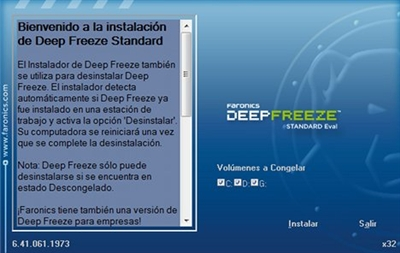 Bienvenido a la instalación
de Deep Freeze Standard
El Instalador de Deep Freeze también
se utiliza para desinstalar Deep
Freeze. El instalador detecta
automáticamente si Deep Freeze ya
fue instalado en una estación de
trabajo y activa la opción 'Desinstalar'.
Su computadora se reiniciará una vez
que se complete la desinstalación.
Nota: Deep Freeze sólo puede
desinstalarse si se encuentra en
estado Descongelado.
¡Faronics tiene también una versión de
Deep Freeze para empresas!
www.faronics.com
FARONICS
DEEPFREEZE™
STANDARD Eval
Volúmenes a Congelar
C: D: G:
Instalar Salir
6.41.061.1973 x32